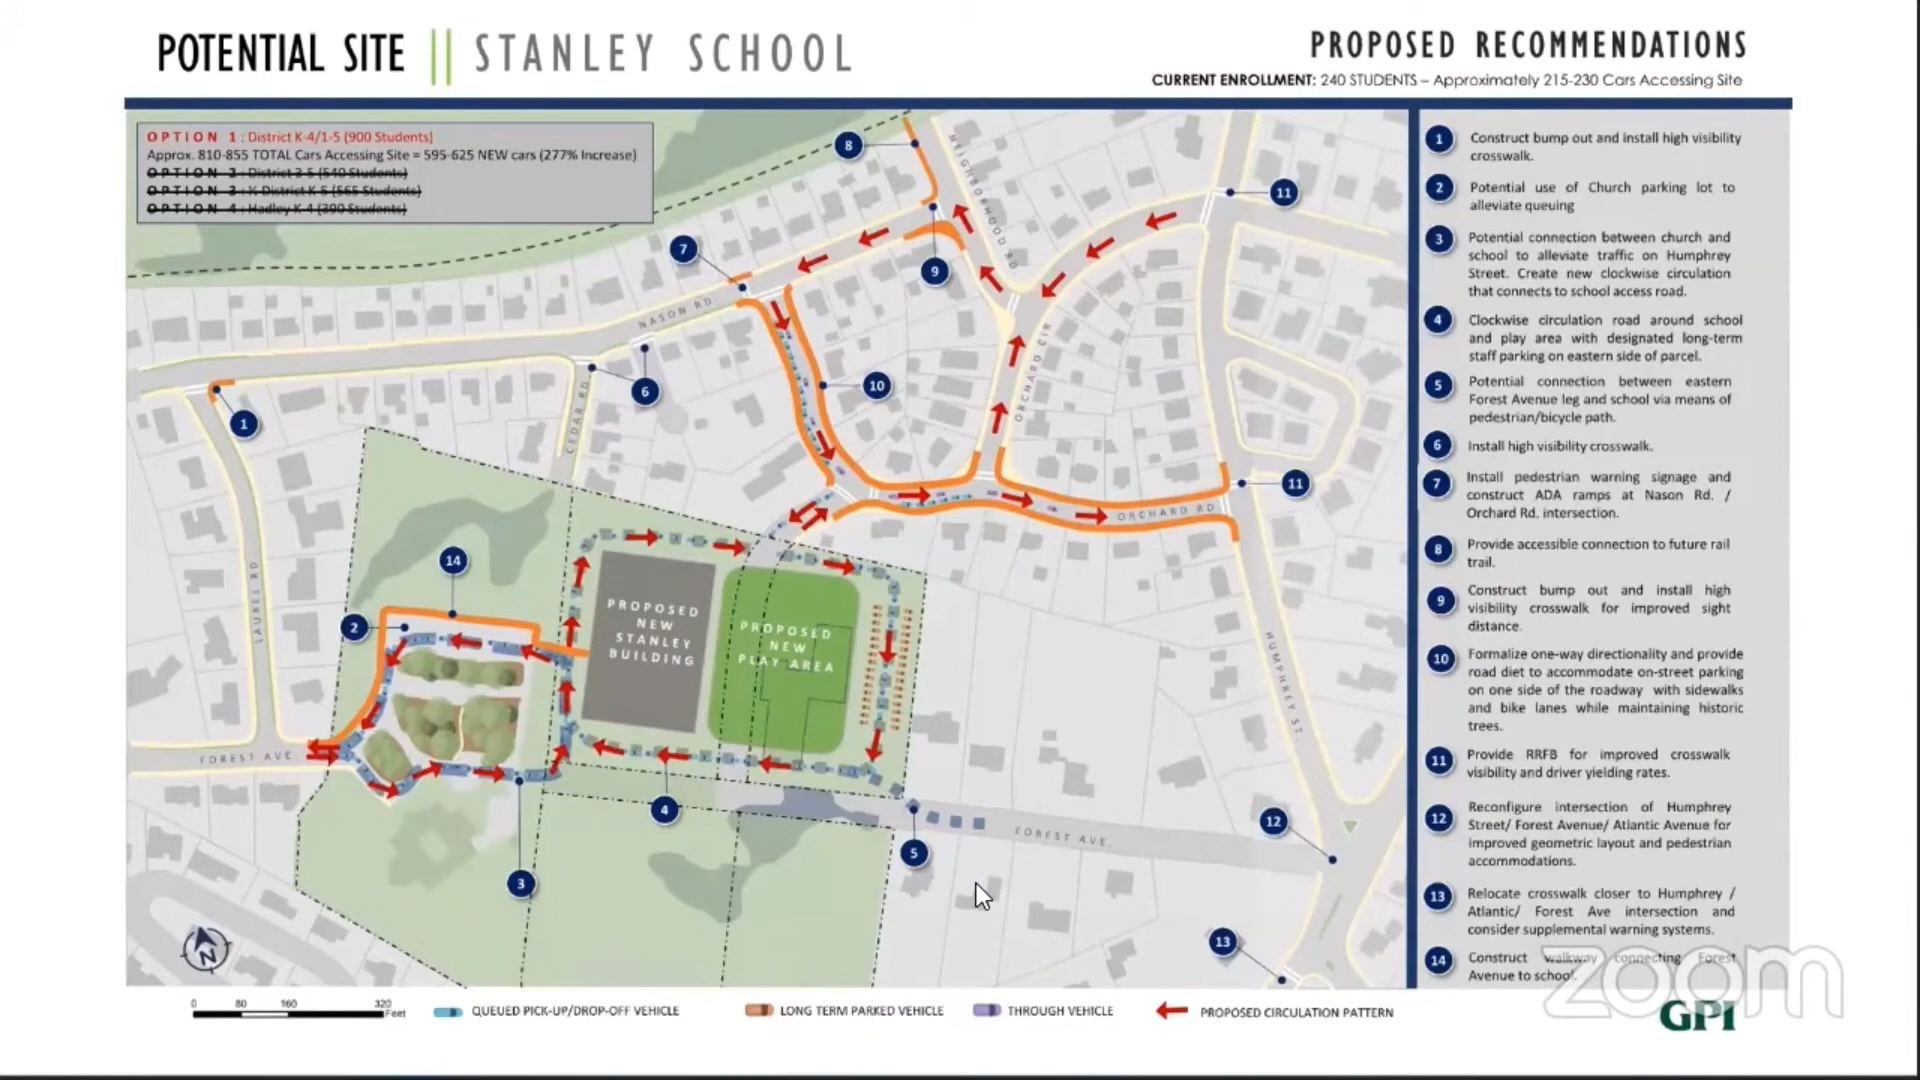 POTENTIAL SITE || STANLEY SCHOOL
PROPOSED RECOMMENDATIONS
CURRENT ENROLLMENT: 240 STUDENTS – Approximately 215-230 Cars Accessing Site
OPTION 1: District K-4/1-5 (900 Students)
Approx. 810-855 TOTAL Cars Accessing Site = 595-625 NEW cars (277% Increase)
OPTION 2: District 3-5 (540 Students)
OPTION 3: ½ District K-5 (565 Students)
OPTION 4: Hadley K-4 (390 Students)
8
NEIGHBORHOOD RD.
11
7
9
NASON RD
6
10
ORCHARD CIR
1
CEDAR RD
11
ORCHARD RD
14
LAUREL RD
2
PROPOSED
NEW
STANLEY
BUILDING
PROPOSED
NEW
PLAY AREA
HUMPHREY ST
FOREST AVE.
4
12
FOREST AVE.
5
3
13
N
1
Construct bump out and install high visibility
crosswalk.
2
Potential use of Church parking lot to
alleviate queuing
3
Potential connection between church and
school to alleviate traffic on Humphrey
Street. Create new clockwise circulation
that connects to school access road.
4
Clockwise circulation road around school
and play area with designated long-term
staff parking on eastern side of parcel.
5
Potential connection between eastern
Forest Avenue leg and school via means of
pedestrian/bicycle path.
6
Install high visibility crosswalk.
7
Install pedestrian warning signage and
construct ADA ramps at Nason Rd. /
Orchard Rd. intersection.
8
Provide accessible connection to future rail
trail.
9
Construct bump out and install high
visibility crosswalk for improved sight
distance.
10
Formalize one-way directionality and provide
road diet to accommodate on-street parking
on one side of the roadway with sidewalks
and bike lanes while maintaining historic
trees.
11
Provide RRFB for improved crosswalk
visibility and driver yielding rates.
12
Reconfigure intersection of Humphrey
Street/ Forest Avenue/ Atlantic Avenue for
improved geometric layout and pedestrian
accommodations.
13
Relocate crosswalk closer to Humphrey /
Atlantic/ Forest Ave intersection and
consider supplemental warning systems.
14
Construct walkway connecting Forest
Avenue to school.
0 80 160 320
Feet
QUEUED PICK-UP/DROP-OFF VEHICLE
LONG TERM PARKED VEHICLE
THROUGH VEHICLE
PROPOSED CIRCULATION PATTERN
zoom
GPI